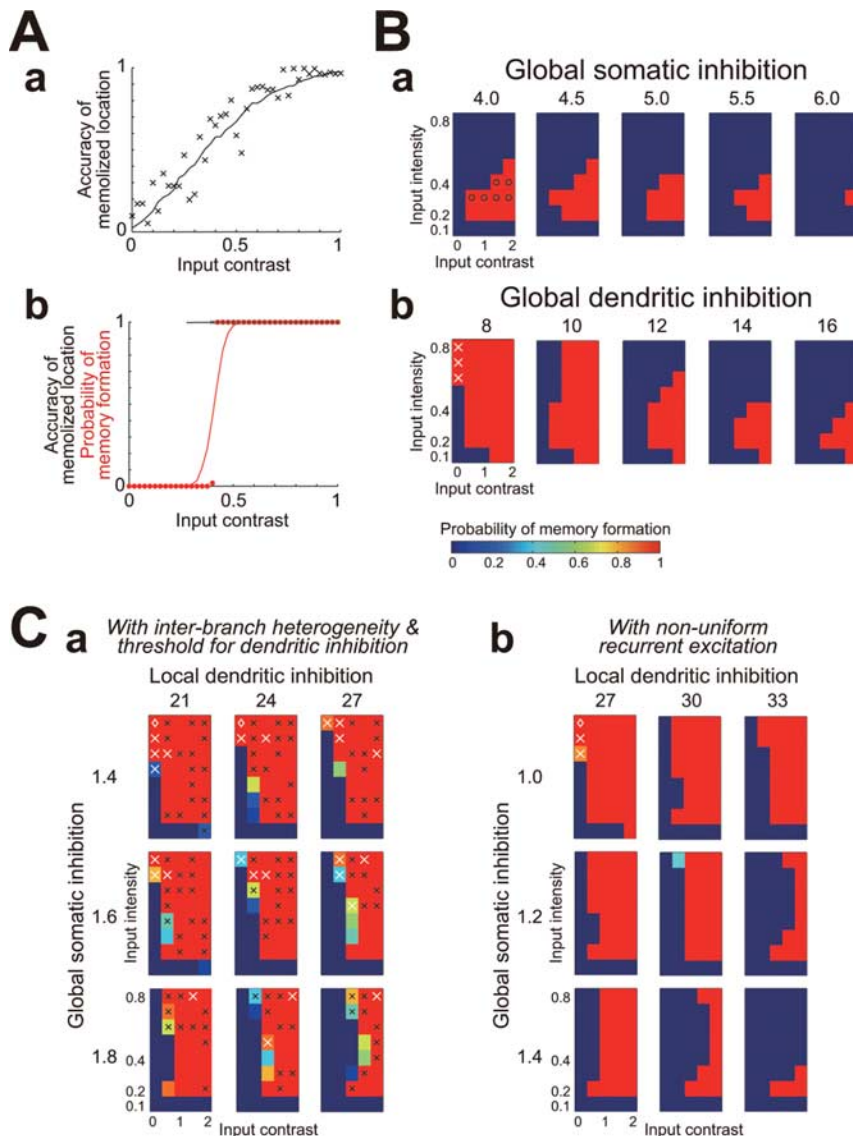 A
a
1
Accuracy of
memolized location
0
0
0.5
1
Input contrast
b
1
Accuracy of
memolized location
Probability of
memory formation
0
0
0.5
1
Input contrast
B
a
Global somatic inhibition
4.0 4.5 5.0 5.5 6.0
Input intensity
0.8
0.4
0.2
0.1
0 1 2
Input contrast
b
Global dendritic inhibition
8 10 12 14 16
Input intensity
0.8
0.4
0.2
0.1
0 1 2
Input contrast
Probability of memory formation
0 0.2 0.4 0.6 0.8 1
C
a
With inter-branch heterogeneity &
threshold for dendritic inhibition
Local dendritic inhibition
21 24 27
Global somatic inhibition
1.4
1.6
1.8
Input intensity
0.8
0.4
0.2
0.1
0 1 2
Input contrast
b
With non-uniform
recurrent excitation
Local dendritic inhibition
27 30 33
Global somatic inhibition
1.0
1.2
1.4
Input intensity
0.8
0.4
0.2
0.1
0 1 2
Input contrast